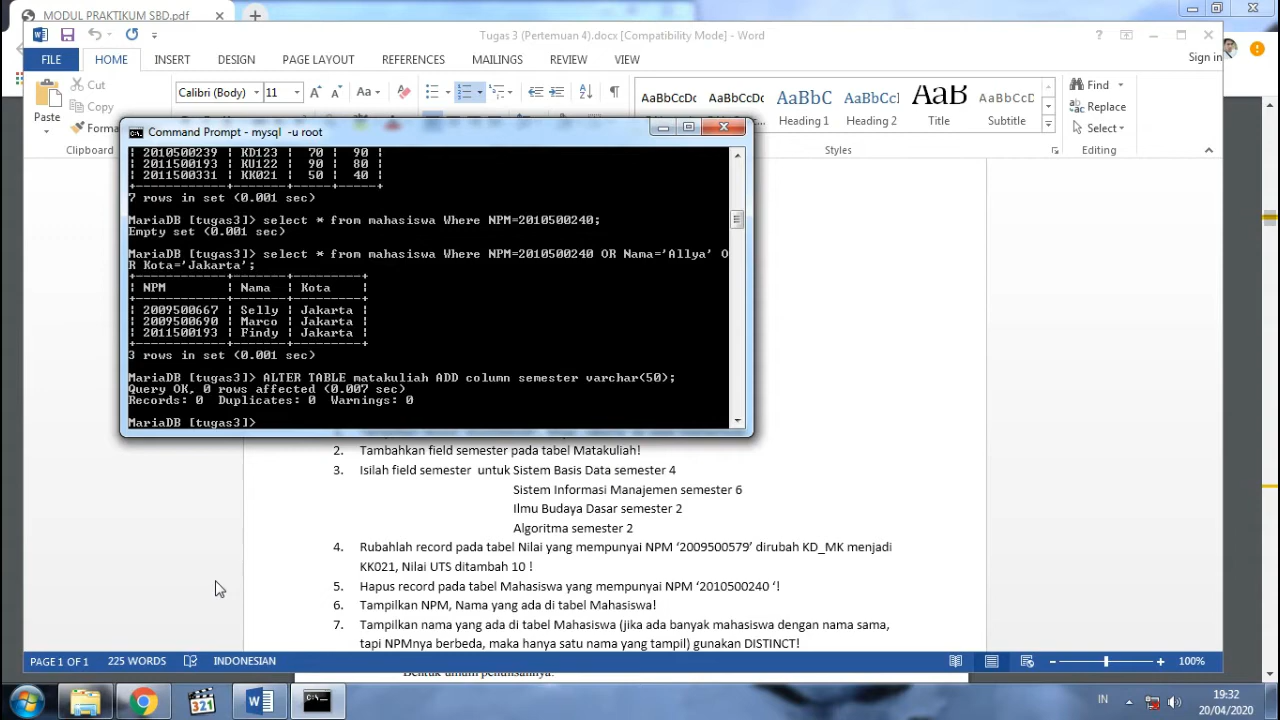 MODUL PRAKTIKUM SBD.pdf
Tugas 3 (Pertemuan 4).docx [Compatibility Mode] - Word
FILE HOME INSERT DESIGN PAGE LAYOUT REFERENCES MAILINGS REVIEW VIEW Sign in
Cut
Copy
Forma
Paste
Clipboard
Calibri (Body) 11
AaBbCcDc AaBbCcDc AaBbC AaBbCc AaB AaBbCcD
Heading 1 Heading 2 Title Subtitle
Styles
Find
Replace
Select
Editing
Command Prompt - mysql -u root
| 2010500239 | KD123 | 70 | 90 |
| 2011500193 | KU122 | 90 | 80 |
| 2011500331 | KK021 | 50 | 40 |
+------------+-------+------+------+
7 rows in set (0.001 sec)
MariaDB [tugas3]> select * from mahasiswa Where NPM=2010500240;
Empty set (0.001 sec)
MariaDB [tugas3]> select * from mahasiswa Where NPM=2010500240 OR Nama='Allya' O
R Kota='Jakarta';
+------------+-------+---------+
| NPM | Nama | Kota |
+------------+-------+---------+
| 2009500667 | Selly | Jakarta |
| 2009500690 | Marco | Jakarta |
| 2011500193 | Pindy | Jakarta |
+------------+-------+---------+
3 rows in set (0.001 sec)
MariaDB [tugas3]> ALTER TABLE matakuliah ADD column semester varchar(50);
Query OK, 0 rows affected (0.007 sec)
Records: 0 Duplicates: 0 Warnings: 0
MariaDB [tugas3]>
2. Tambahkan field semester pada tabel Matakuliah!
3. Isilah field semester untuk Sistem Basis Data semester 4
Sistem Informasi Manajemen semester 6
Ilmu Budaya Dasar semester 2
Algoritma semester 2
4. Rubahlah record pada tabel Nilai yang mempunyai NPM ‘2009500579’ dirubah KD_MK menjadi
KK021, Nilai UTS ditambah 10 !
5. Hapus record pada tabel Mahasiswa yang mempunyai NPM ‘2010500240 ‘!
6. Tampilkan NPM, Nama yang ada di tabel Mahasiswa!
7. Tampilkan nama yang ada di tabel Mahasiswa (jika ada banyak mahasiswa dengan nama sama,
tapi NPMnya berbeda, maka hanya satu nama yang tampil) gunakan DISTINCT!
PAGE 1 OF 1 225 WORDS INDONESIAN 100%
321
IN
19:32
20/04/2020